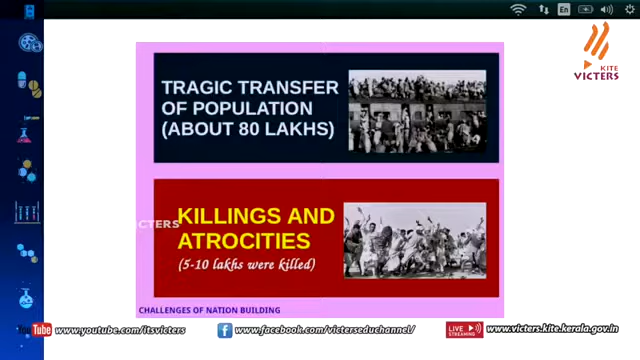 En
KITE
VICTERS
TRAGIC TRANSFER
OF POPULATION
(ABOUT 80 LAKHS)
VICTERS
KILLINGS AND
ATROCITIES
(5-10 lakhs were killed)
CHALLENGES OF NATION BUILDING
YouTube www.youtube.com/itsvicters
www.facebook.com/victerseduchannel/
LIVE STREAMING www.victers.kite.kerala.gov.in